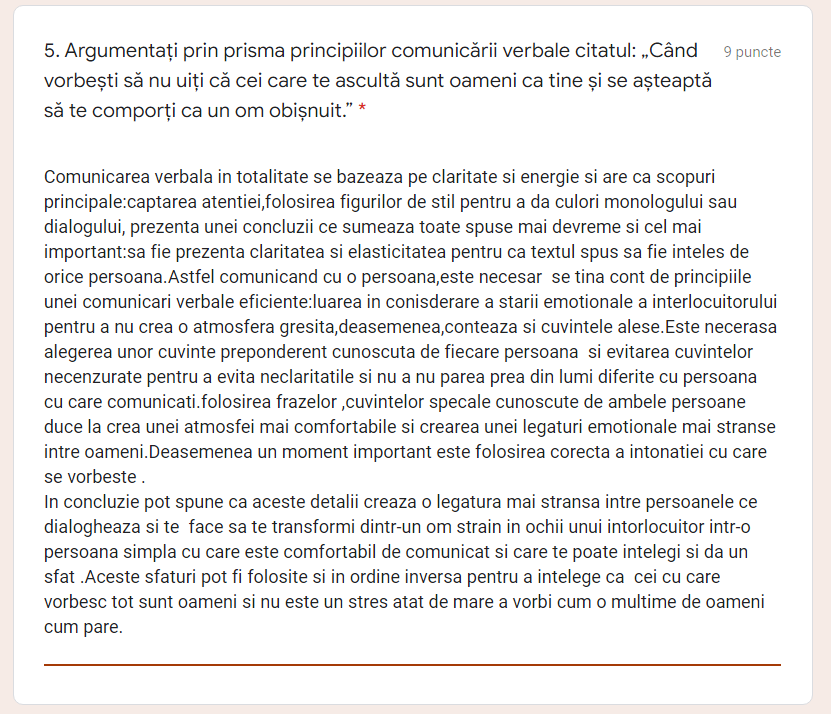 5. Argumentați prin prisma principiilor comunicării verbale citatul: „Când 9 puncte
vorbești să nu uiți că cei care te ascultă sunt oameni ca tine și se așteaptă
să te comporți ca un om obișnuit.” *
Comunicarea verbala in totalitate se bazeaza pe claritate si energie si are ca scopuri
principale:captarea atentiei,folosirea figurilor de stil pentru a da culori monologului sau
dialogului, prezenta unei concluzii ce sumeaza toate spuse mai devreme si cel mai
important:sa fie prezenta claritatea si elasticitatea pentru ca textul spus sa fie inteles de
orice persoana.Astfel comunicand cu o persoana,este necesar  se tina cont de principiile
unei comunicari verbale eficiente:luarea in conisderare a starii emotionale a interlocuitorului
pentru a nu crea o atmosfera gresita,deasemenea,conteaza si cuvintele alese.Este necerasa
alegerea unor cuvinte preponderent cunoscuta de fiecare persoana  si evitarea cuvintelor
necenzurate pentru a evita neclaritatile si nu a nu parea prea din lumi diferite cu persoana
cu care comunicati.folosirea frazelor ,cuvintelor specale cunoscute de ambele persoane
duce la crea unei atmosfei mai comfortabile si crearea unei legaturi emotionale mai stranse
intre oameni.Deasemenea un moment important este folosirea corecta a intonatiei cu care
se vorbeste .
In concluzie pot spune ca aceste detalii creaza o legatura mai stransa intre persoanele ce
dialogheaza si te  face sa te transformi dintr-un om strain in ochii unui intorlocuitor intr-o
persoana simpla cu care este comfortabil de comunicat si care te poate intelegi si da un
sfat .Aceste sfaturi pot fi folosite si in ordine inversa pentru a intelege ca  cei cu care
vorbesc tot sunt oameni si nu este un stres atat de mare a vorbi cum o multime de oameni
cum pare.